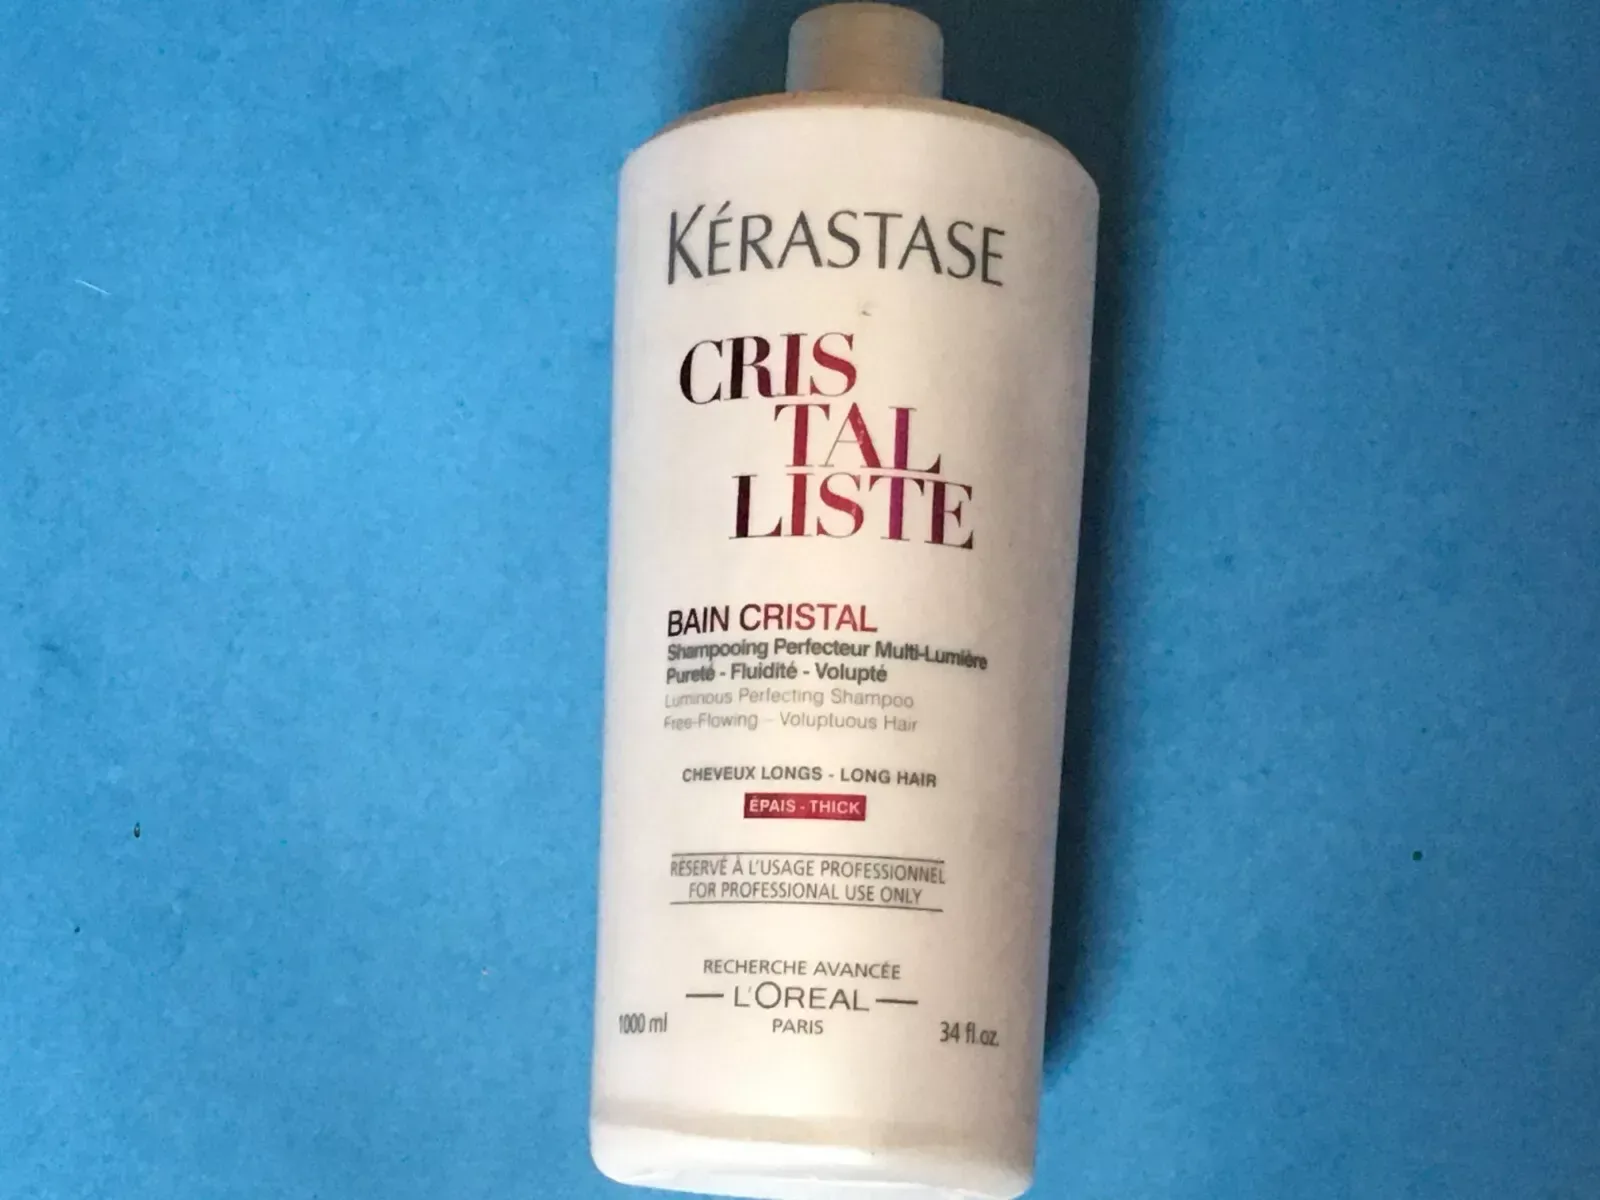 KÉRASTASE
CRIS
TAL
LISTE
BAIN CRISTAL
Shampooing Perfecteur Multi-Lumière
Pureté - Fluidité - Volupté
Luminous Perfecting Shampoo
Free-Flowing - Voluptuous Hair
CHEVEUX LONGS - LONG HAIR
ÉPAIS - THICK
RÉSERVÉ À L'USAGE PROFESSIONNEL
FOR PROFESSIONAL USE ONLY
RECHERCHE AVANCÉE
L'ORÉAL
PARIS
1000 ml
34 fl.oz.